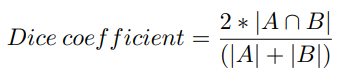 Dice coefficient = 2 * |A ∩ B| / (|A| + |B|)